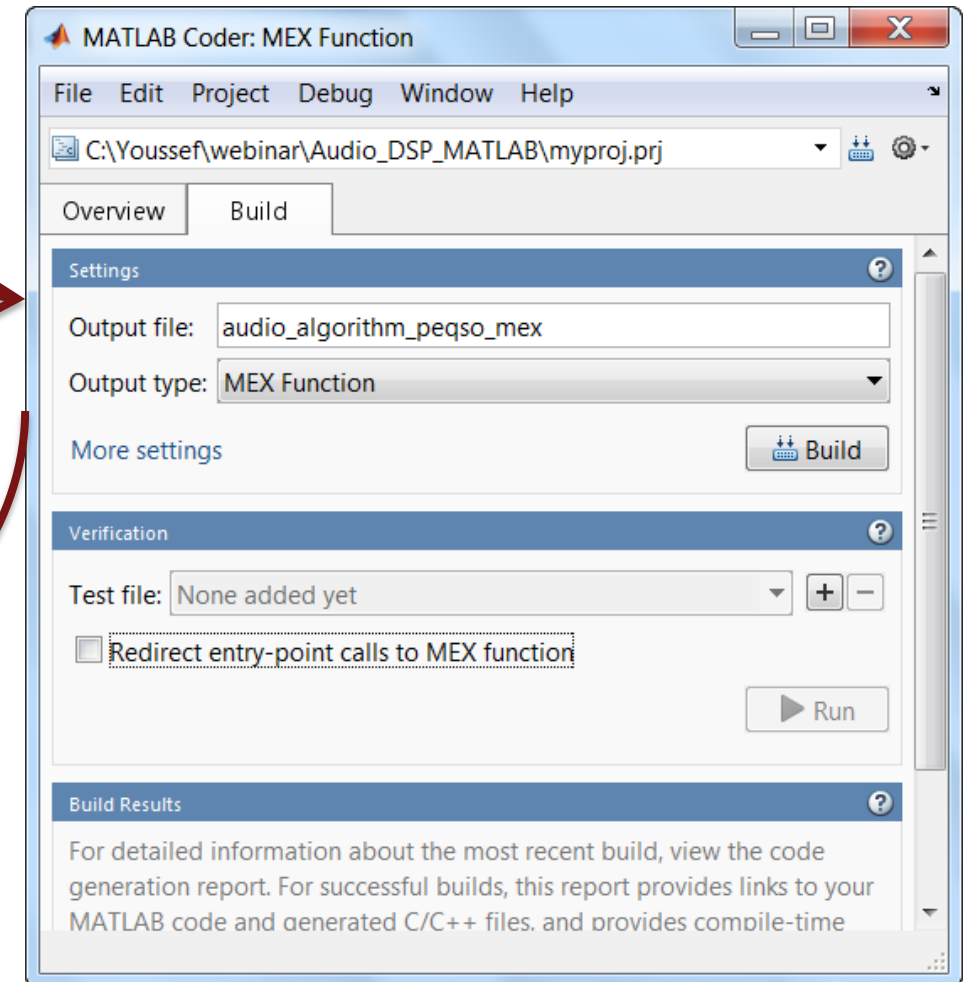 MATLAB Coder: MEX Function
File Edit Project Debug Window Help
C:\Youssef\webinar\Audio_DSP_MATLAB\myproj.prj
Overview Build
Settings
Output file: audio_algorithm_peqso_mex
Output type: MEX Function
More settings Build
Verification
Test file: None added yet
Redirect entry-point calls to MEX function
Run
Build Results
For detailed information about the most recent build, view the code
generation report. For successful builds, this report provides links to your
MATLAB code and generated C/C++ files, and provides compile-time